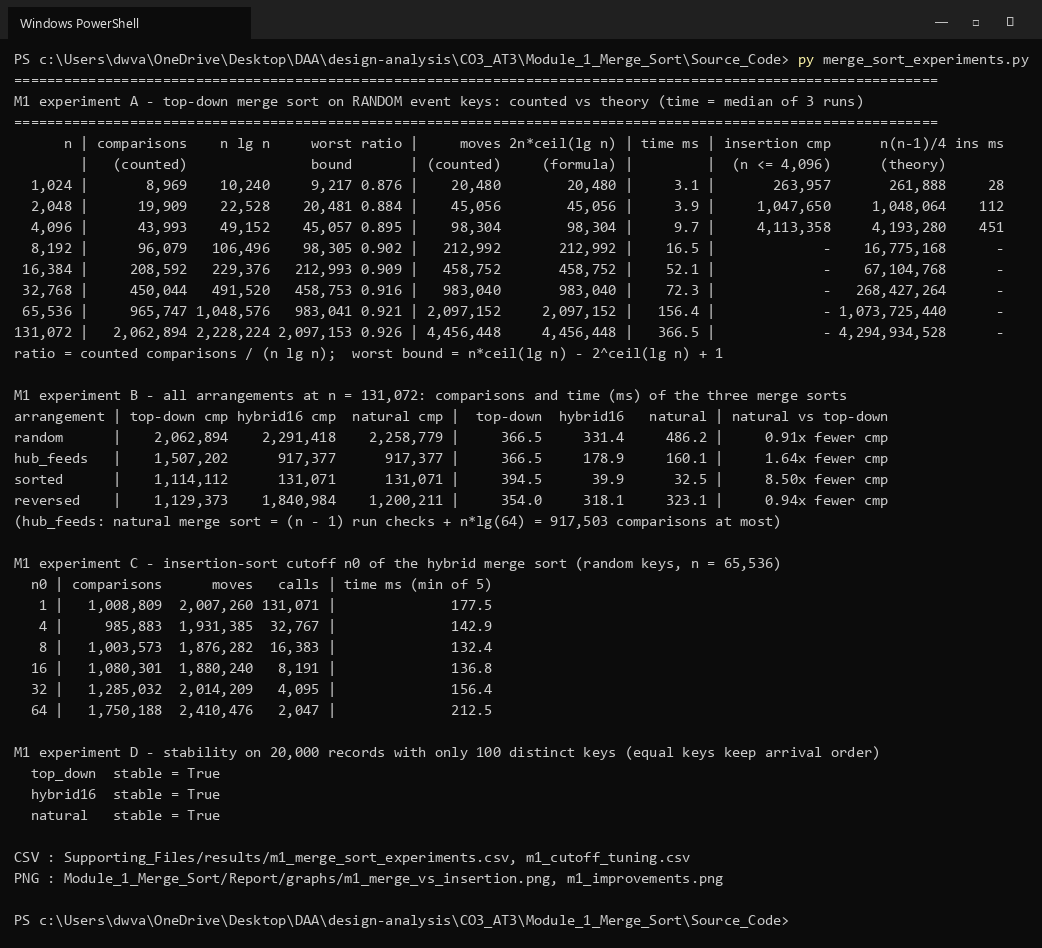 Windows PowerShell
PS c:\Users\dwva\OneDrive\Desktop\DAA\design-analysis\CO3_AT3\Module_1_Merge_Sort\Source_Code> py merge_sort_experiments.py
================================================================================================================
M1 experiment A - top-down merge sort on RANDOM event keys: counted vs theory (time = median of 3 runs)
================================================================================================================
      n | comparisons    n lg n     worst ratio |     moves 2n*ceil(lg n) | time ms | insertion cmp      n(n-1)/4 ins ms
        |   (counted)               bound       | (counted)     (formula) |         |  (n <= 4,096)      (theory)
  1,024 |       8,969    10,240     9,217 0.876 |    20,480        20,480 |     3.1 |       263,957       261,888     28
  2,048 |      19,909    22,528    20,481 0.884 |    45,056        45,056 |     3.9 |     1,047,650     1,048,064    112
  4,096 |      43,993    49,152    45,057 0.895 |    98,304        98,304 |     9.7 |     4,113,358     4,193,280    451
  8,192 |      96,079   106,496    98,305 0.902 |   212,992       212,992 |    16.5 |             -    16,775,168      -
 16,384 |     208,592   229,376   212,993 0.909 |   458,752       458,752 |    52.1 |             -    67,104,768      -
 32,768 |     450,044   491,520   458,753 0.916 |   983,040       983,040 |    72.3 |             -   268,427,264      -
 65,536 |     965,747 1,048,576   983,041 0.921 | 2,097,152     2,097,152 |   156.4 |             - 1,073,725,440      -
131,072 |   2,062,894 2,228,224 2,097,153 0.926 | 4,456,448     4,456,448 |   366.5 |             - 4,294,934,528      -
ratio = counted comparisons / (n lg n);  worst bound = n*ceil(lg n) - 2^ceil(lg n) + 1
M1 experiment B - all arrangements at n = 131,072: comparisons and time (ms) of the three merge sorts
arrangement | top-down cmp hybrid16 cmp  natural cmp |  top-down  hybrid16   natural | natural vs top-down
random      |    2,062,894    2,291,418    2,258,779 |     366.5     331.4     486.2 |     0.91x fewer cmp
hub_feeds   |    1,507,202      917,377      917,377 |     366.5     178.9     160.1 |     1.64x fewer cmp
sorted      |    1,114,112      131,071      131,071 |     394.5      39.9      32.5 |     8.50x fewer cmp
reversed    |    1,129,373    1,840,984    1,200,211 |     354.0     318.1     323.1 |     0.94x fewer cmp
(hub_feeds: natural merge sort = (n - 1) run checks + n*lg(64) = 917,503 comparisons at most)
M1 experiment C - insertion-sort cutoff n0 of the hybrid merge sort (random keys, n = 65,536)
  n0 | comparisons      moves   calls | time ms (min of 5)
   1 |   1,008,809  2,007,260 131,071 |              177.5
   4 |     985,883  1,931,385  32,767 |              142.9
   8 |   1,003,573  1,876,282  16,383 |              132.4
  16 |   1,080,301  1,880,240   8,191 |              136.8
  32 |   1,285,032  2,014,209   4,095 |              156.4
  64 |   1,750,188  2,410,476   2,047 |              212.5
M1 experiment D - stability on 20,000 records with only 100 distinct keys (equal keys keep arrival order)
  top_down  stable = True
  hybrid16  stable = True
  natural   stable = True
CSV : Supporting_Files/results/m1_merge_sort_experiments.csv, m1_cutoff_tuning.csv
PNG : Module_1_Merge_Sort/Report/graphs/m1_merge_vs_insertion.png, m1_improvements.png
PS c:\Users\dwva\OneDrive\Desktop\DAA\design-analysis\CO3_AT3\Module_1_Merge_Sort\Source_Code>